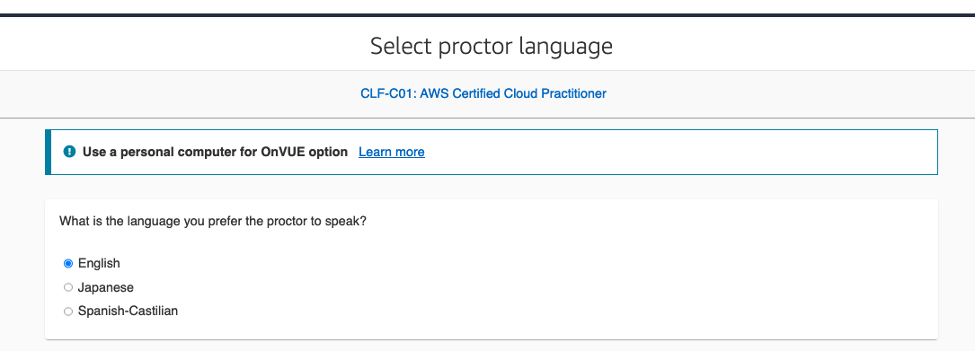 Select proctor language
CLF-C01: AWS Certified Cloud Practitioner
Use a personal computer for OnVUE option Learn more
What is the language you prefer the proctor to speak?
English
Japanese
Spanish-Castilian